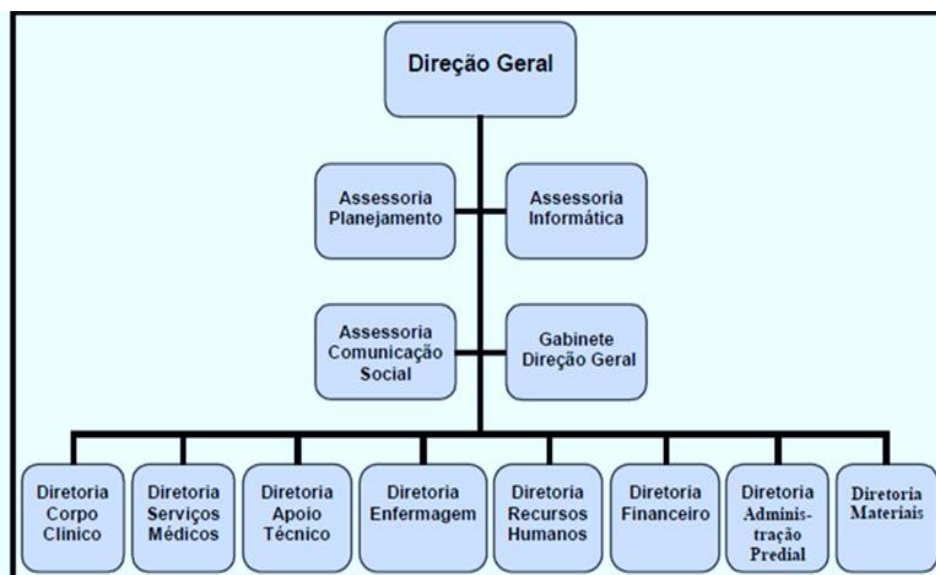 Direção Geral
Assessoria
Planejamento
Assessoria
Informática
Assessoria
Comunicação
Social
Gabinete
Direção Geral
Diretoria
Corpo
Clinico
Diretoria
Serviços
Médicos
Diretoria
Apoio
Técnico
Diretoria
Enfermagem
Diretoria
Recursos
Humanos
Diretoria
Financeiro
Diretoria
Adminis-
tração
Predial
Diretoria
Materiais